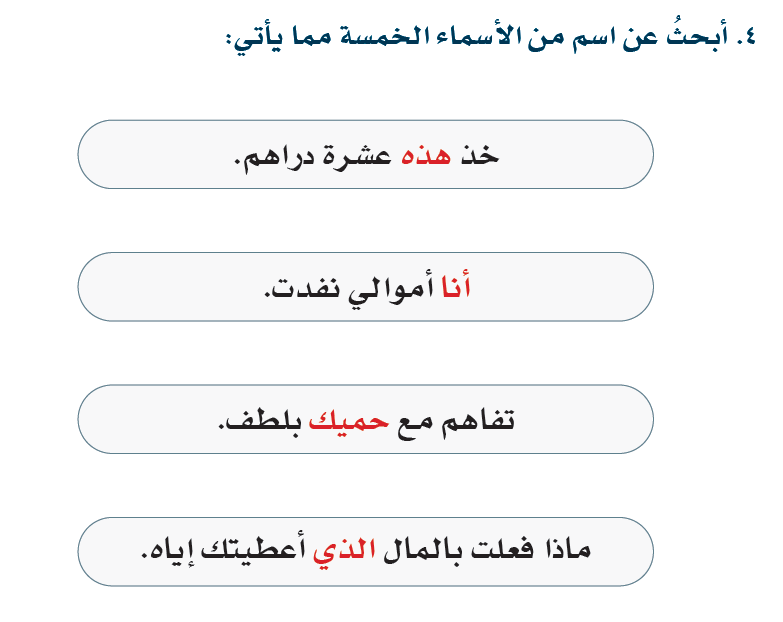 ٤. أبحثُ عن اسم من الأسماء الخمسة مما يأتي:
خذ هذه عشرة دراهم.
أنا أموالي نفدت.
تفاهم مع حميك بلطف.
ماذا فعلت بالمال الذي أعطيتك إياه.